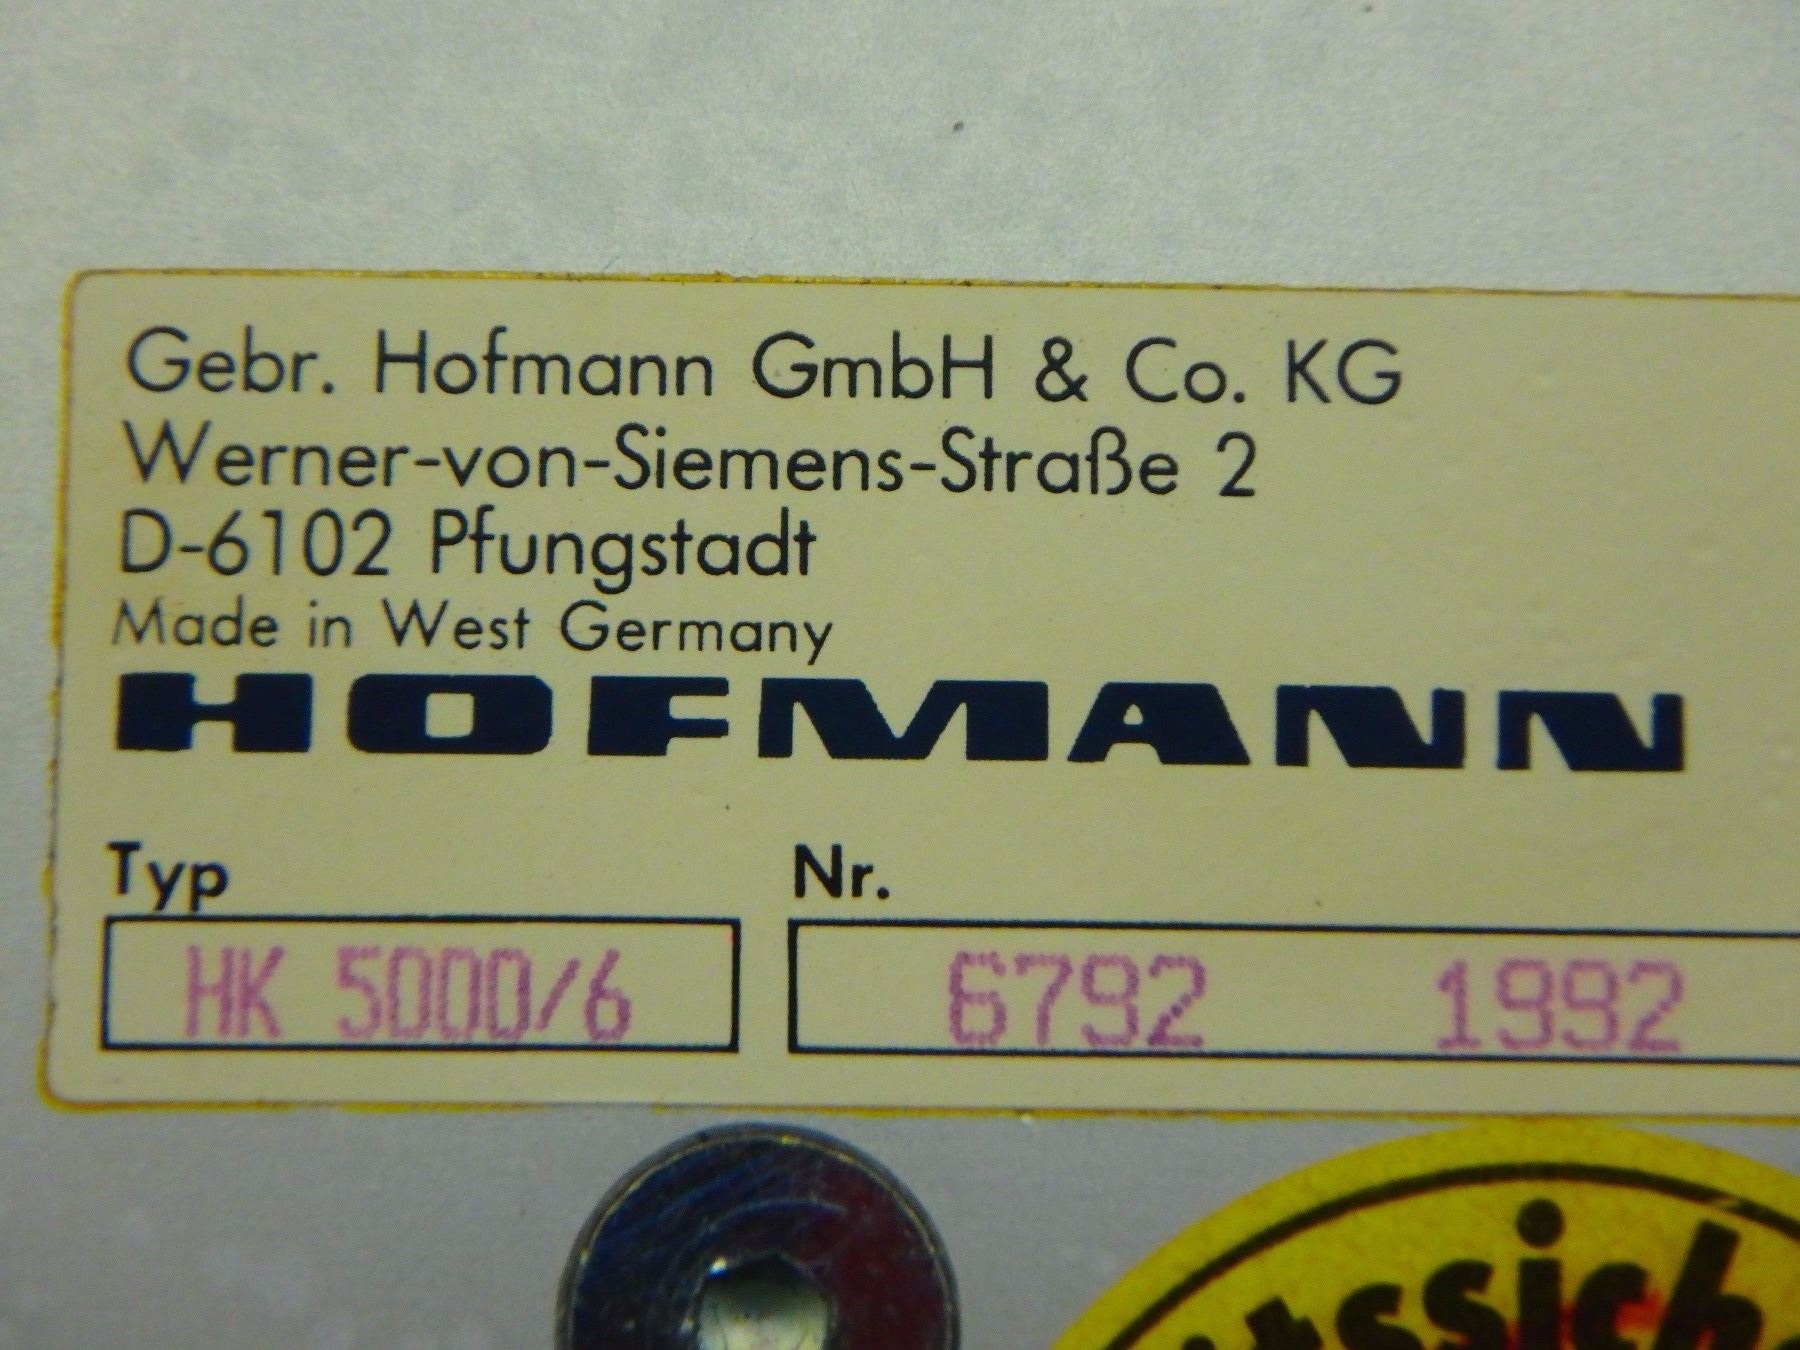 Gebr. Hofmann GmbH & Co. KG
Werner-von-Siemens-Straße 2
D-6102 Pfungstadt
Made in West Germany
HOFMANN
Typ Nr.
HK 5000/6 6792 1992